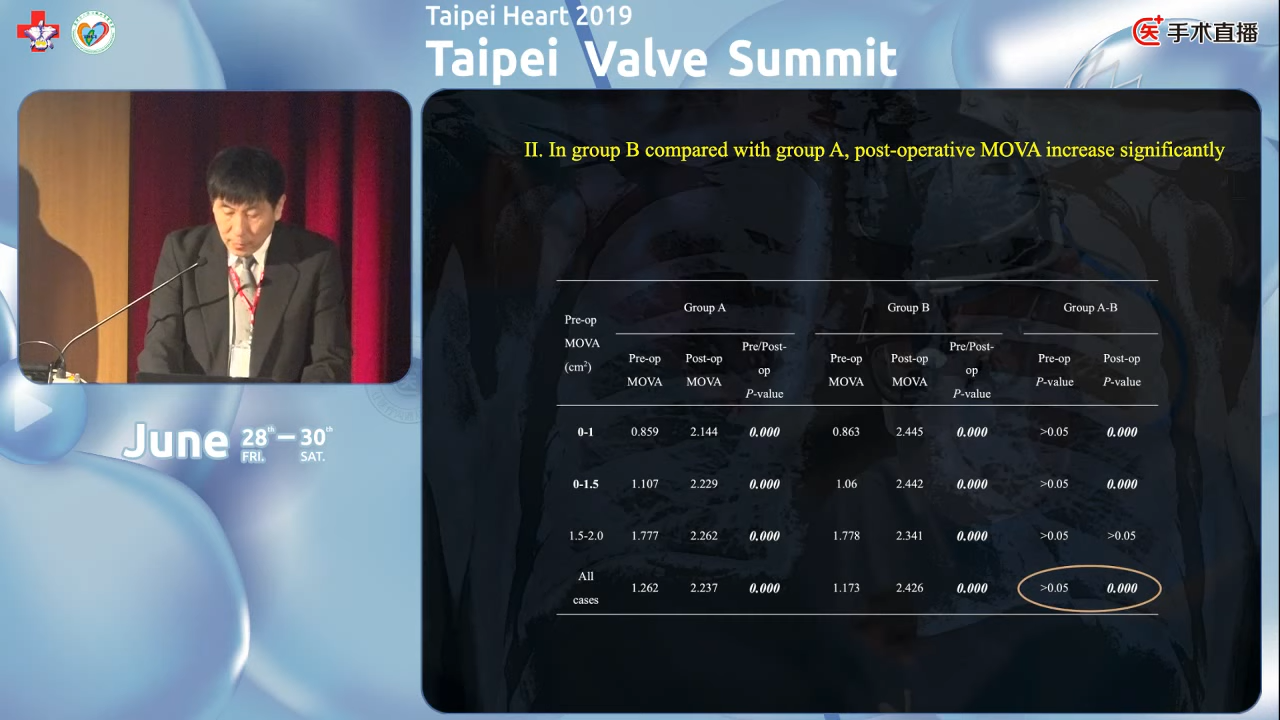 Taipei Heart 2019
Taipei Valve Summit
手术直播
June 28th – 30th
FRI. SAT.
II. In group B compared with group A, post-operative MOVA increase significantly
Pre-op MOVA (cm²) Group A Group B Group A-B
Pre-op MOVA Post-op MOVA Pre/Post-op P-value Pre-op MOVA Post-op MOVA Pre/Post-op P-value Pre-op P-value Post-op P-value
0-1 0.859 2.144 0.000 0.863 2.445 0.000 >0.05 0.000
0-1.5 1.107 2.229 0.000 1.06 2.442 0.000 >0.05 0.000
1.5-2.0 1.777 2.262 0.000 1.778 2.341 0.000 >0.05 >0.05
All cases 1.262 2.237 0.000 1.173 2.426 0.000 >0.05 0.000